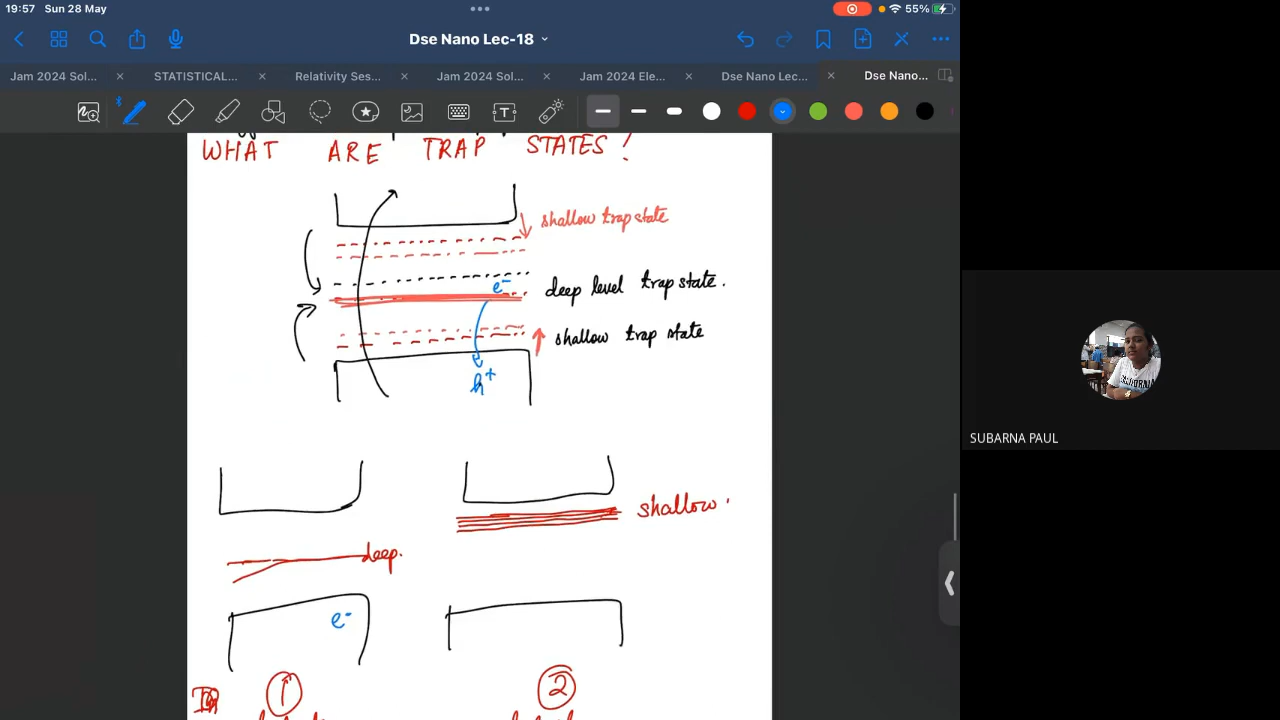 19:57 Sun 28 May
55%
Dse Nano Lec-18
Jam 2024 Sol...
STATISTICAL...
Relativity Ses...
Jam 2024 Sol...
Jam 2024 Ele...
Dse Nano Lec...
Dse Nano...
WHAT ARE TRAP STATES?
shallow trap state
e-
deep level trap state.
shallow trap state
h+
shallow.
deep.
e-
1
2
SUBARNA PAUL
CALIFORNIA